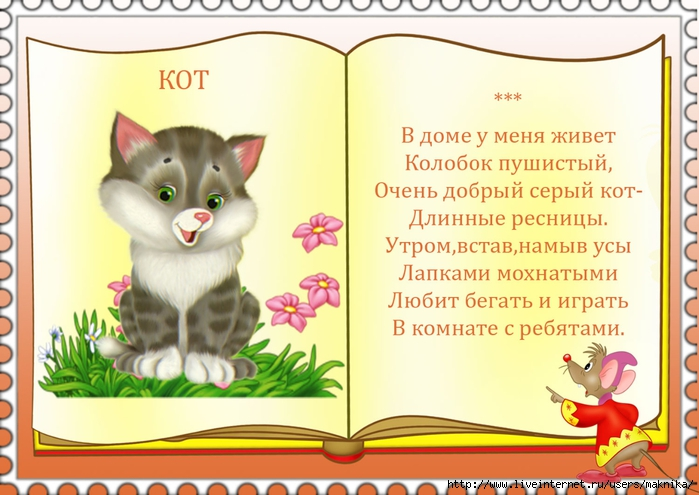 КОТ
***
В доме у меня живет
Колобок пушистый,
Очень добрый серый кот-
Длинные ресницы.
Утром,встав,намыв усы
Лапками мохнатыми
Любит бегать и играть
В комнате с ребятами.
http://www.liveinternet.ru/users/maknika/